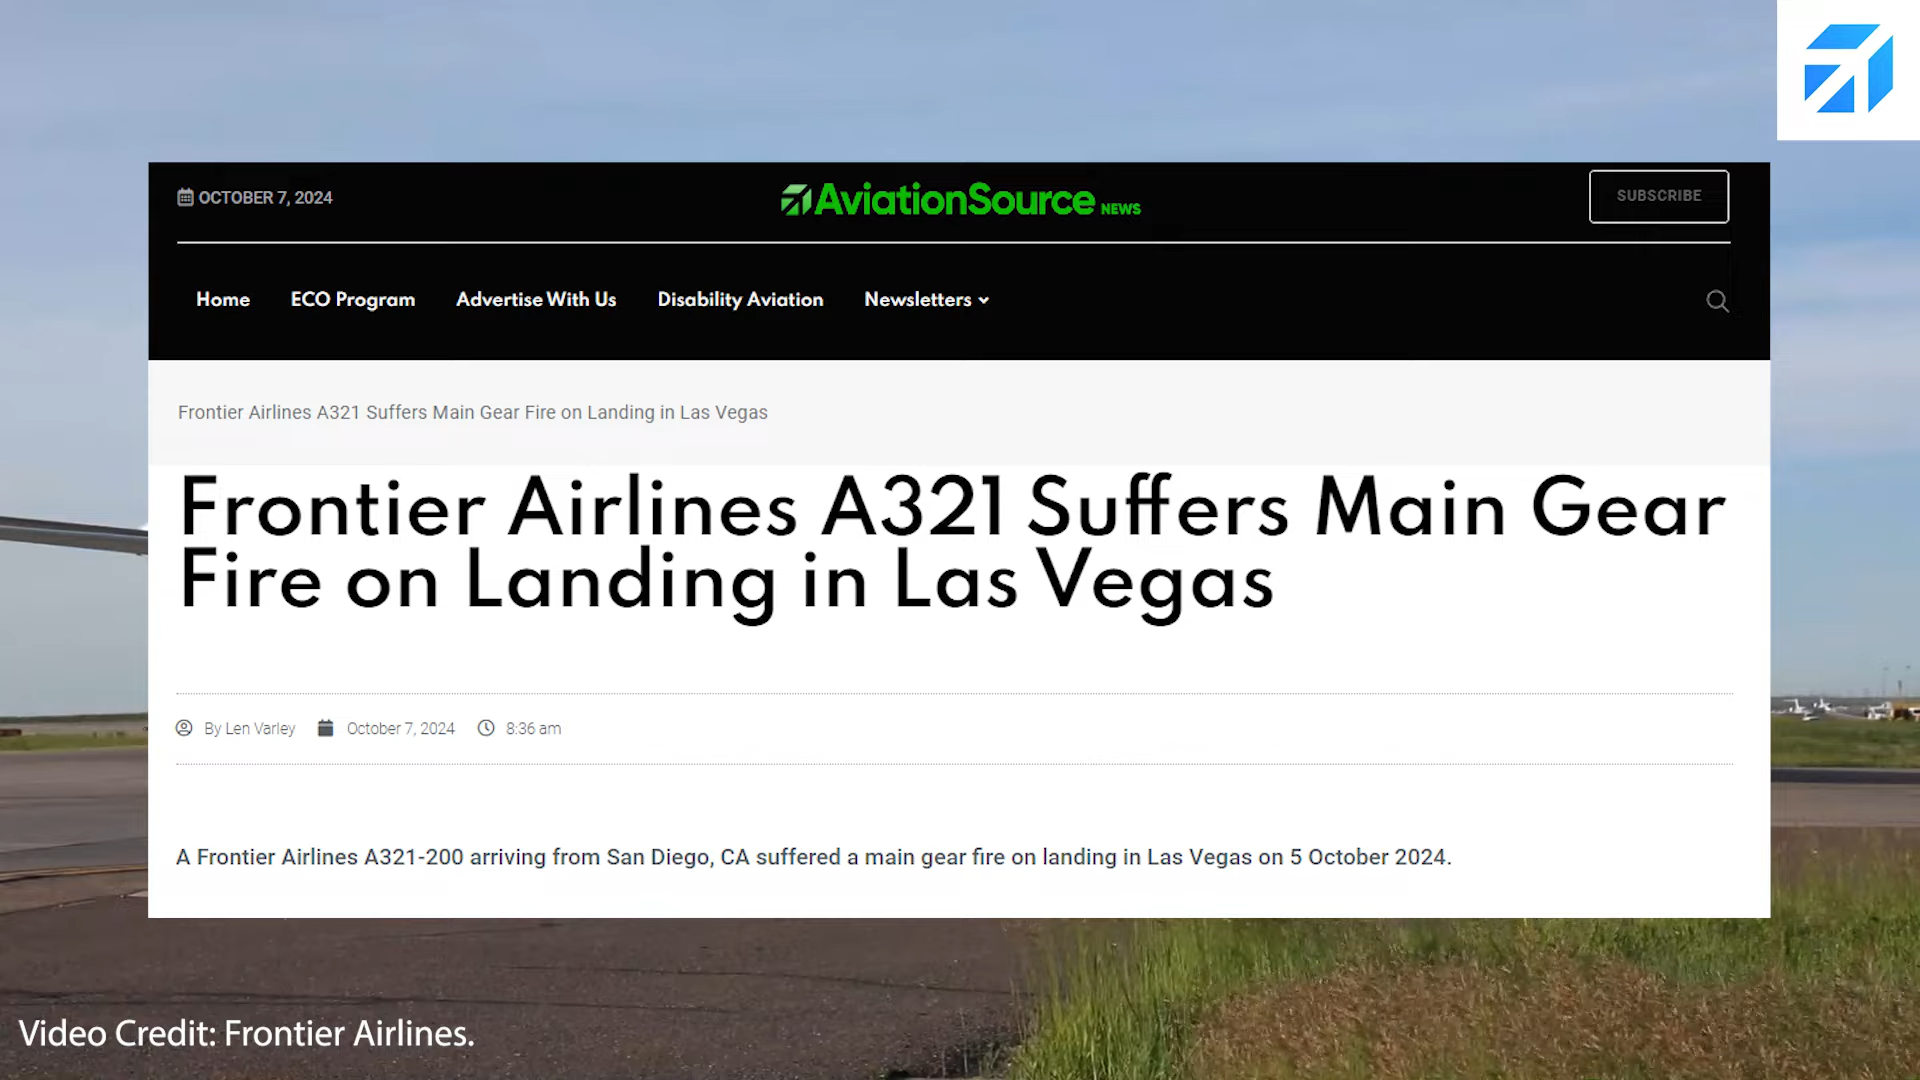 OCTOBER 7, 2024
AviationSource NEWS
SUBSCRIBE
Home
ECO Program
Advertise With Us
Disability Aviation
Newsletters
Frontier Airlines A321 Suffers Main Gear Fire on Landing in Las Vegas
Frontier Airlines A321 Suffers Main Gear
Fire on Landing in Las Vegas
By Len Varley
October 7, 2024
8:36 am
A Frontier Airlines A321-200 arriving from San Diego, CA suffered a main gear fire on landing in Las Vegas on 5 October 2024.
Video Credit: Frontier Airlines.